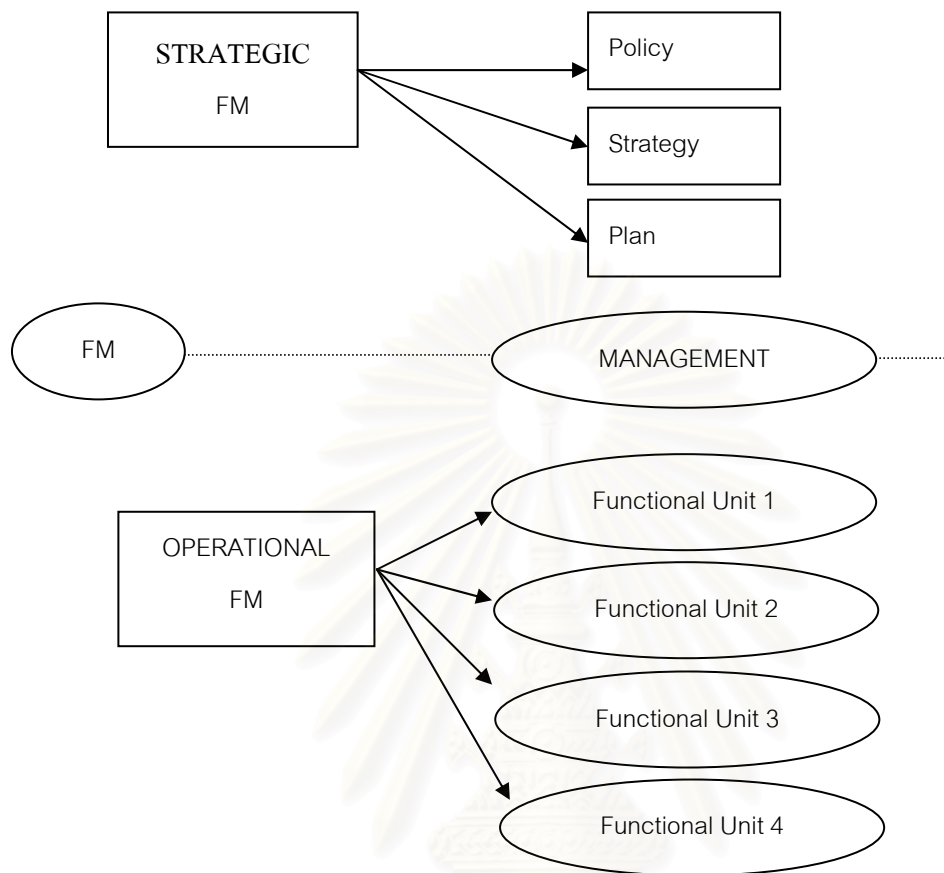 STRATEGIC
FM
Policy
Strategy
Plan
FM
MANAGEMENT
OPERATIONAL
FM
Functional Unit 1
Functional Unit 2
Functional Unit 3
Functional Unit 4